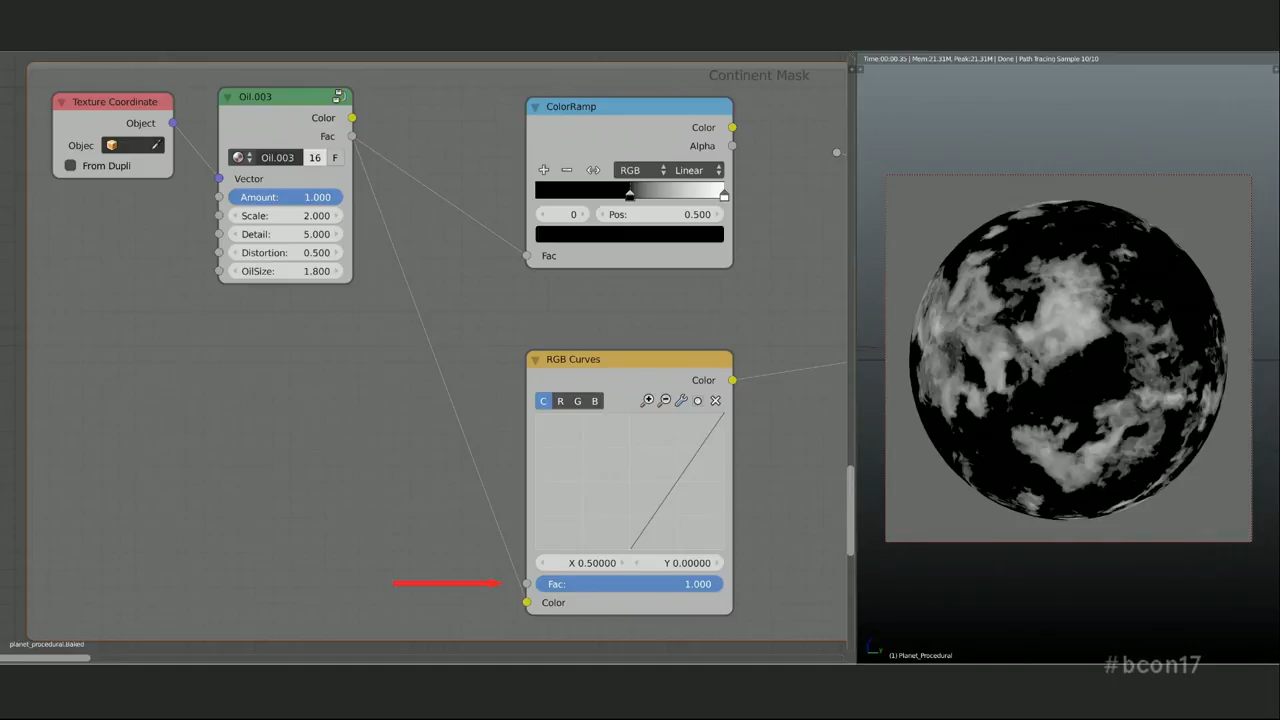 Time:00:00.35 | Mem:21.31M, Peak:21.31M | Done | Path Tracing Sample 10/10
Continent Mask
Texture Coordinate
Object
Objec
From Dupli
Oil.003
Color
Fac
Oil.003 16 F
Vector
Amount: 1.000
Scale: 2.000
Detail: 5.000
Distortion: 0.500
OilSize: 1.800
ColorRamp
Color
Alpha
RGB Linear
0 Pos: 0.500
Fac
RGB Curves
Color
C R G B
X 0.50000 Y 0.00000
Fac: 1.000
Color
planet_procedural.Baked
(1) Planet_Procedural
#bcon17